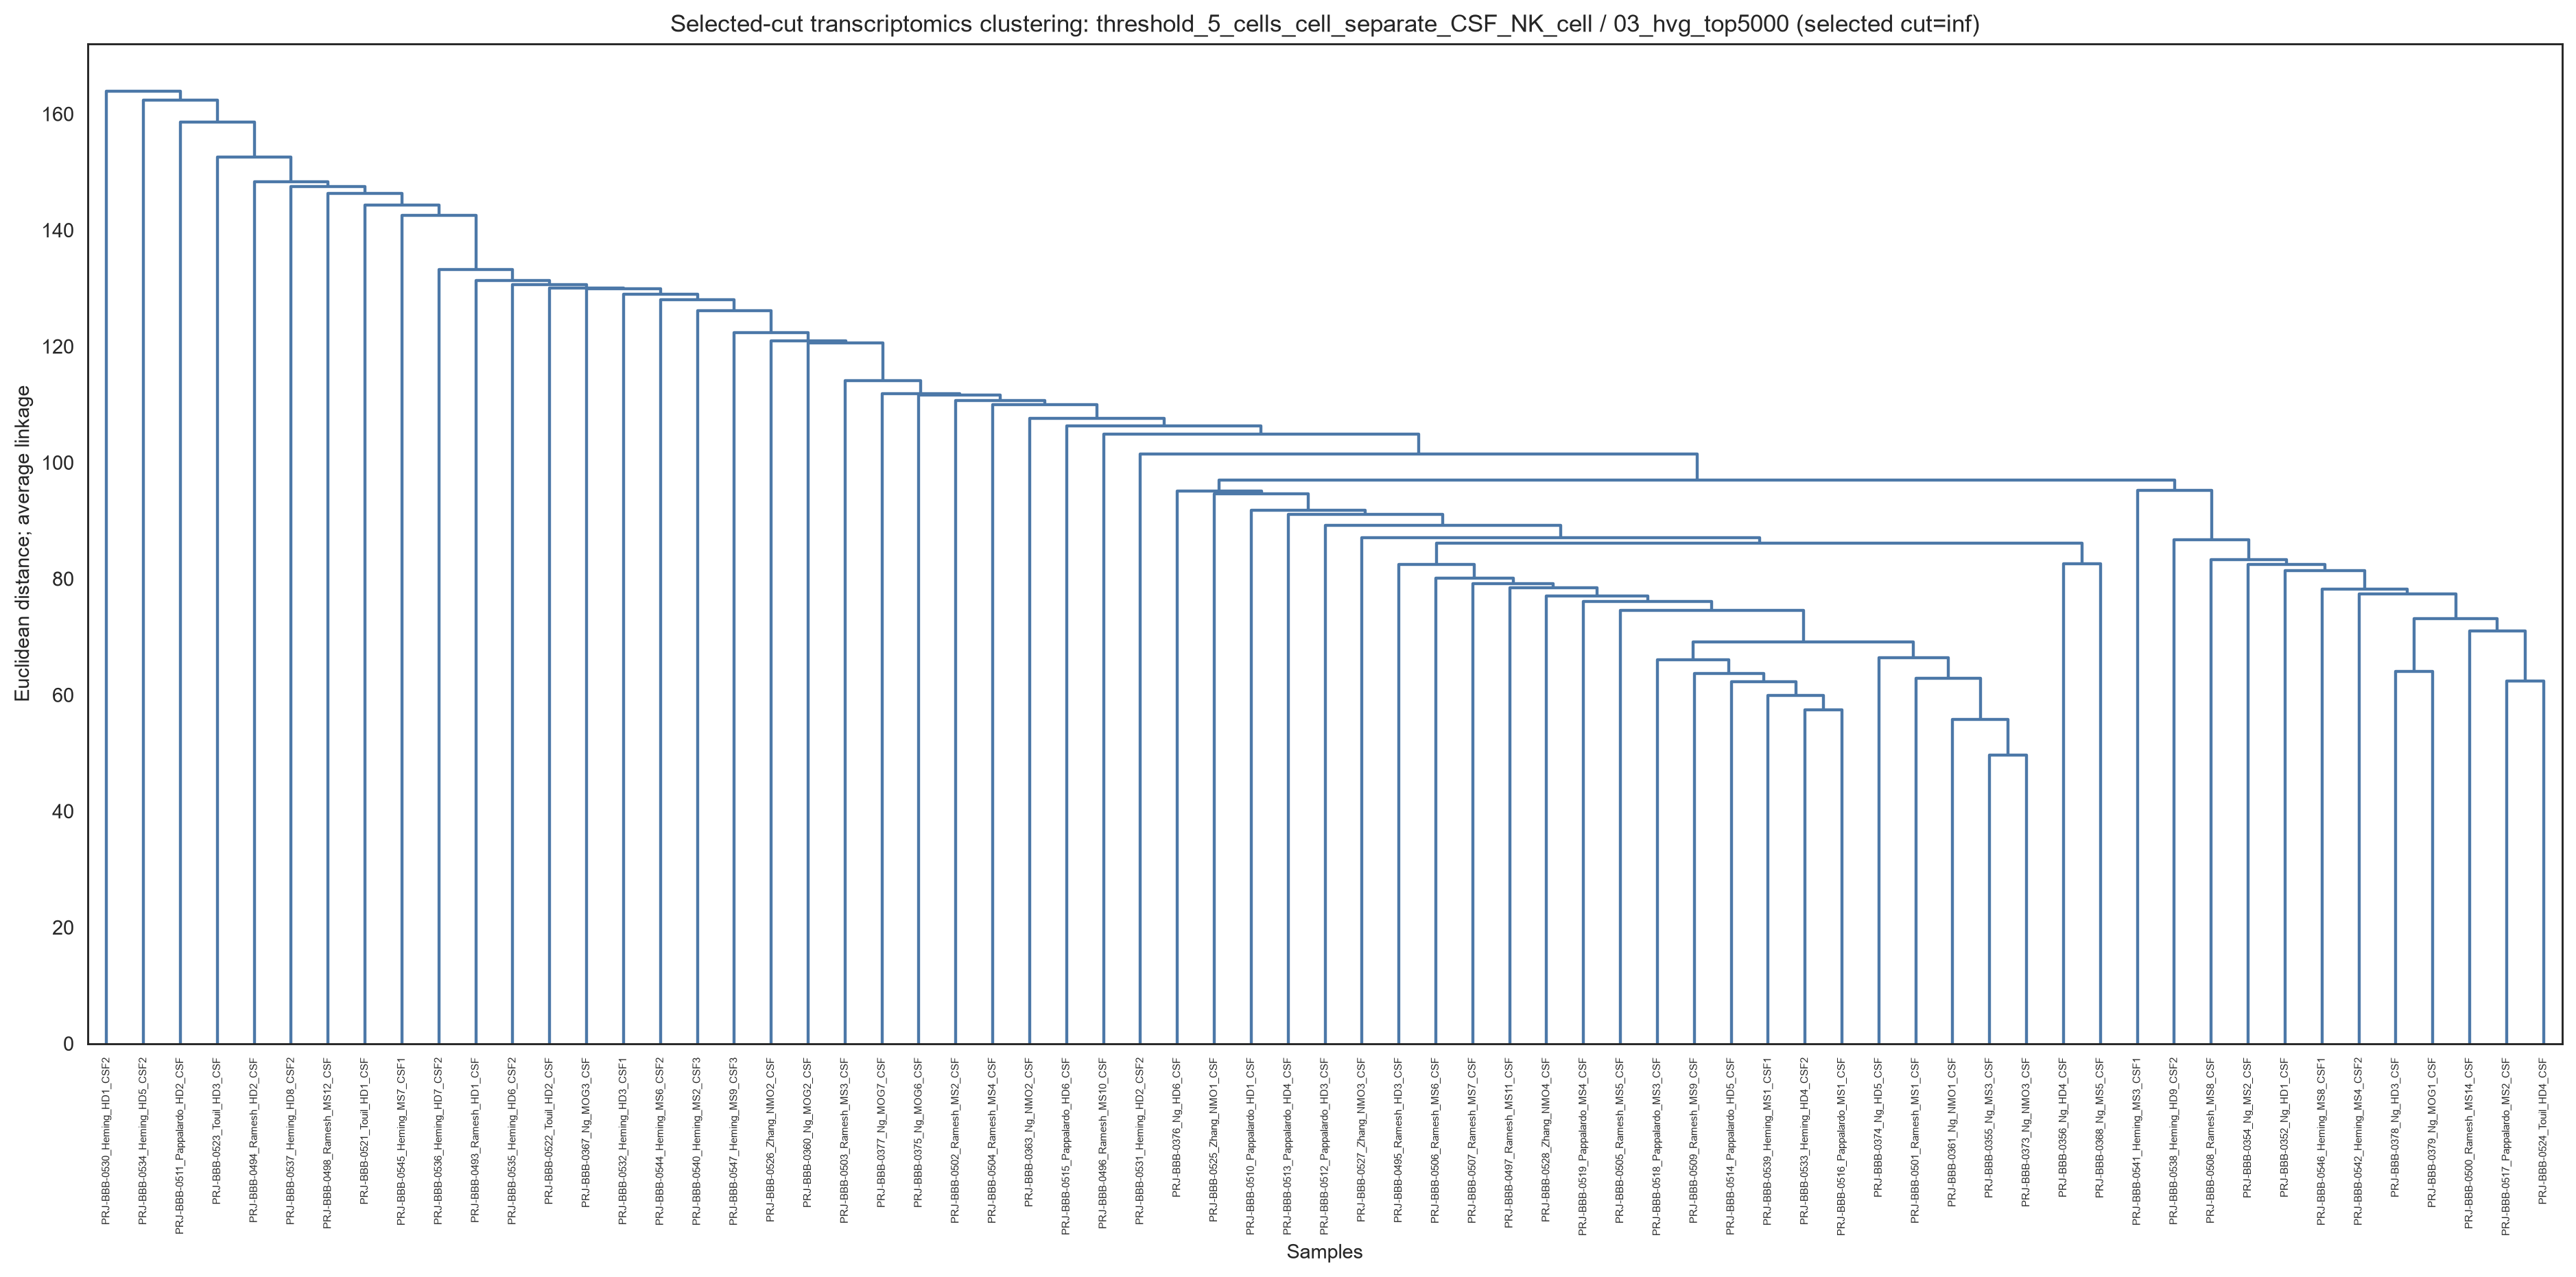 Selected-cut transcriptomics clustering: threshold_5_cells_cell_separate_CSF_NK_cell / 03_hvg_top5000 (selected cut=inf)
Euclidean distance; average linkage
160
140
120
100
80
60
40
20
0
PRJ-BBB-0530_Heming_HD1_CSF2
PRJ-BBB-0534_Heming_HD5_CSF2
PRJ-BBB-0511_Pappalardo_HD2_CSF
PRJ-BBB-0523_Touil_HD3_CSF
PRJ-BBB-0494_Ramesh_HD2_CSF
PRJ-BBB-0537_Heming_HD8_CSF2
PRJ-BBB-0498_Ramesh_MS12_CSF
PRJ-BBB-0521_Touil_HD1_CSF
PRJ-BBB-0545_Heming_MS7_CSF1
PRJ-BBB-0536_Heming_HD7_CSF2
PRJ-BBB-0493_Ramesh_HD1_CSF
PRJ-BBB-0535_Heming_HD6_CSF2
PRJ-BBB-0522_Touil_HD2_CSF
PRJ-BBB-0367_Ng_MOG3_CSF
PRJ-BBB-0532_Heming_HD3_CSF1
PRJ-BBB-0544_Heming_MS6_CSF2
PRJ-BBB-0540_Heming_MS2_CSF3
PRJ-BBB-0547_Heming_MS9_CSF3
PRJ-BBB-0526_Zhang_NMO2_CSF
PRJ-BBB-0360_Ng_MOG2_CSF
PRJ-BBB-0503_Ramesh_MS3_CSF
PRJ-BBB-0377_Ng_MOG7_CSF
PRJ-BBB-0375_Ng_MOG6_CSF
PRJ-BBB-0502_Ramesh_MS2_CSF
PRJ-BBB-0504_Ramesh_MS4_CSF
PRJ-BBB-0363_Ng_NMO2_CSF
PRJ-BBB-0515_Pappalardo_HD6_CSF
PRJ-BBB-0496_Ramesh_MS10_CSF
PRJ-BBB-0531_Heming_HD2_CSF2
PRJ-BBB-0376_Ng_HD6_CSF
PRJ-BBB-0525_Zhang_NMO1_CSF
PRJ-BBB-0510_Pappalardo_HD1_CSF
PRJ-BBB-0513_Pappalardo_HD4_CSF
PRJ-BBB-0512_Pappalardo_HD3_CSF
PRJ-BBB-0527_Zhang_NMO3_CSF
PRJ-BBB-0495_Ramesh_HD3_CSF
PRJ-BBB-0506_Ramesh_MS6_CSF
PRJ-BBB-0507_Ramesh_MS7_CSF
PRJ-BBB-0497_Ramesh_MS11_CSF
PRJ-BBB-0528_Zhang_NMO4_CSF
PRJ-BBB-0519_Pappalardo_MS4_CSF
PRJ-BBB-0505_Ramesh_MS5_CSF
PRJ-BBB-0518_Pappalardo_MS3_CSF
PRJ-BBB-0509_Ramesh_MS9_CSF
PRJ-BBB-0514_Pappalardo_HD5_CSF
PRJ-BBB-0539_Heming_MS1_CSF1
PRJ-BBB-0533_Heming_HD4_CSF2
PRJ-BBB-0516_Pappalardo_MS1_CSF
PRJ-BBB-0374_Ng_HD5_CSF
PRJ-BBB-0501_Ramesh_MS1_CSF
PRJ-BBB-0361_Ng_NMO1_CSF
PRJ-BBB-0355_Ng_MS3_CSF
PRJ-BBB-0373_Ng_NMO3_CSF
PRJ-BBB-0356_Ng_HD4_CSF
PRJ-BBB-0368_Ng_MS5_CSF
PRJ-BBB-0541_Heming_MS3_CSF1
PRJ-BBB-0538_Heming_HD9_CSF2
PRJ-BBB-0508_Ramesh_MS8_CSF
PRJ-BBB-0354_Ng_MS2_CSF
PRJ-BBB-0352_Ng_HD1_CSF
PRJ-BBB-0546_Heming_MS8_CSF1
PRJ-BBB-0542_Heming_MS4_CSF2
PRJ-BBB-0378_Ng_HD3_CSF
PRJ-BBB-0379_Ng_MOG1_CSF
PRJ-BBB-0500_Ramesh_MS14_CSF
PRJ-BBB-0517_Pappalardo_MS2_CSF
PRJ-BBB-0524_Touil_HD4_CSF
Samples